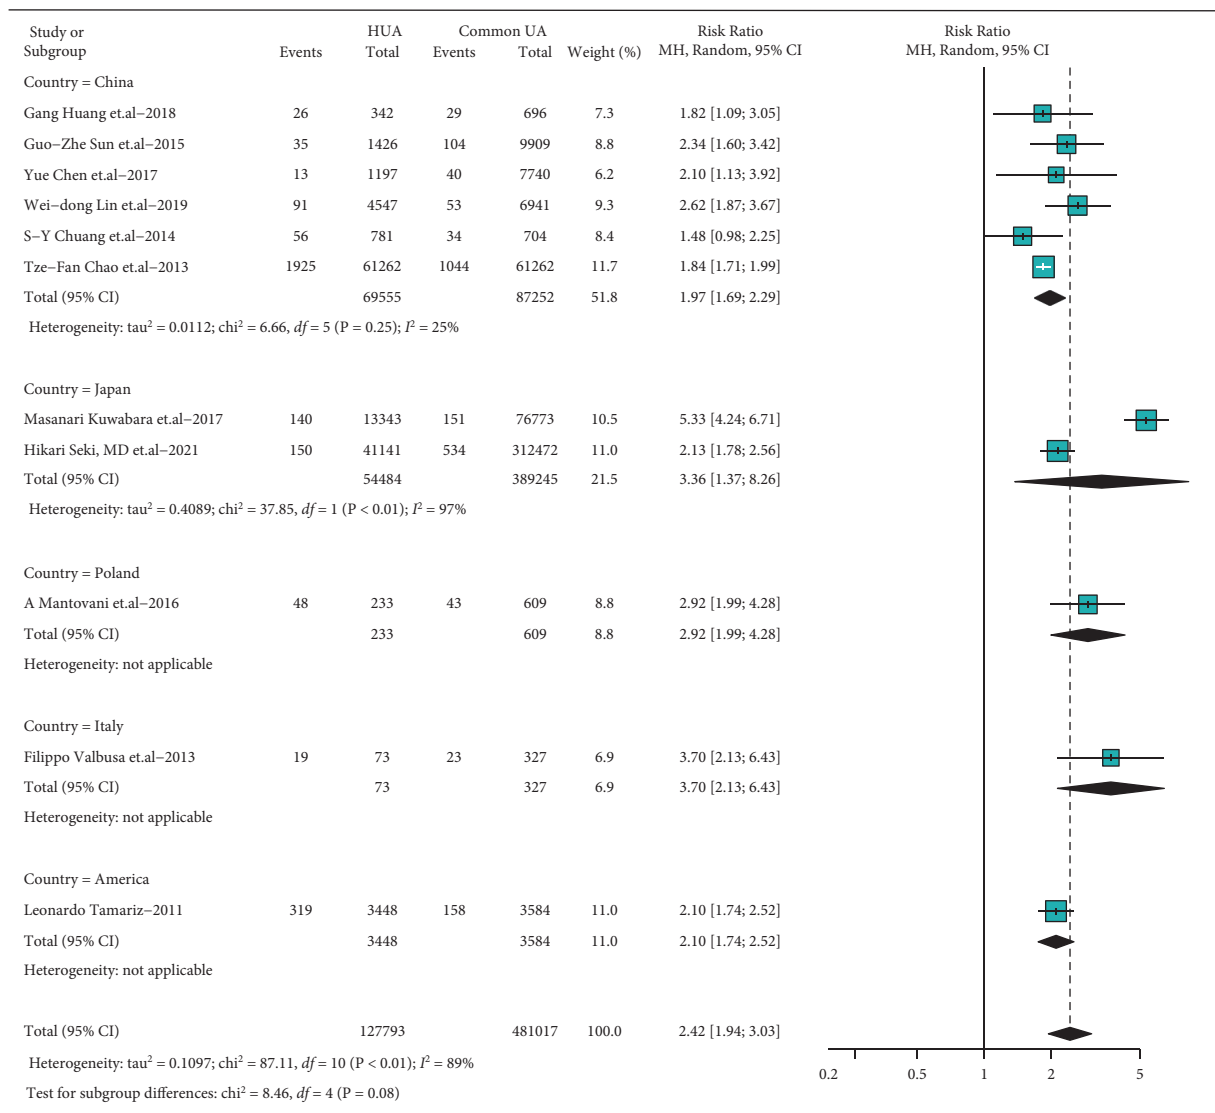 Study or Subgroup HUA Common UA Weight (%) Risk Ratio MH, Random, 95% CI Risk Ratio MH, Random, 95% CI
Events Total Events Total
Country = China
Gang Huang et.al−2018 26 342 29 696 7.3 1.82 [1.09; 3.05]
Guo−Zhe Sun et.al−2015 35 1426 104 9909 8.8 2.34 [1.60; 3.42]
Yue Chen et.al−2017 13 1197 40 7740 6.2 2.10 [1.13; 3.92]
Wei−dong Lin et.al−2019 91 4547 53 6941 9.3 2.62 [1.87; 3.67]
S−Y Chuang et.al−2014 56 781 34 704 8.4 1.48 [0.98; 2.25]
Tze−Fan Chao et.al−2013 1925 61262 1044 61262 11.7 1.84 [1.71; 1.99]
Total (95% CI) 69555 87252 51.8 1.97 [1.69; 2.29]
Heterogeneity: tau² = 0.0112; chi² = 6.66, df = 5 (P = 0.25); I² = 25%
Country = Japan
Masanari Kuwabara et.al−2017 140 13343 151 76773 10.5 5.33 [4.24; 6.71]
Hikari Seki, MD et.al−2021 150 41141 534 312472 11.0 2.13 [1.78; 2.56]
Total (95% CI) 54484 389245 21.5 3.36 [1.37; 8.26]
Heterogeneity: tau² = 0.4089; chi² = 37.85, df = 1 (P < 0.01); I² = 97%
Country = Poland
A Mantovani et.al−2016 48 233 43 609 8.8 2.92 [1.99; 4.28]
Total (95% CI) 233 609 8.8 2.92 [1.99; 4.28]
Heterogeneity: not applicable
Country = Italy
Filippo Valbusa et.al−2013 19 73 23 327 6.9 3.70 [2.13; 6.43]
Total (95% CI) 73 327 6.9 3.70 [2.13; 6.43]
Heterogeneity: not applicable
Country = America
Leonardo Tamariz−2011 319 3448 158 3584 11.0 2.10 [1.74; 2.52]
Total (95% CI) 3448 3584 11.0 2.10 [1.74; 2.52]
Heterogeneity: not applicable
Total (95% CI) 127793 481017 100.0 2.42 [1.94; 3.03]
Heterogeneity: tau² = 0.1097; chi² = 87.11, df = 10 (P < 0.01); I² = 89%
0.2 0.5 1 2 5
Test for subgroup differences: chi² = 8.46, df = 4 (P = 0.08)